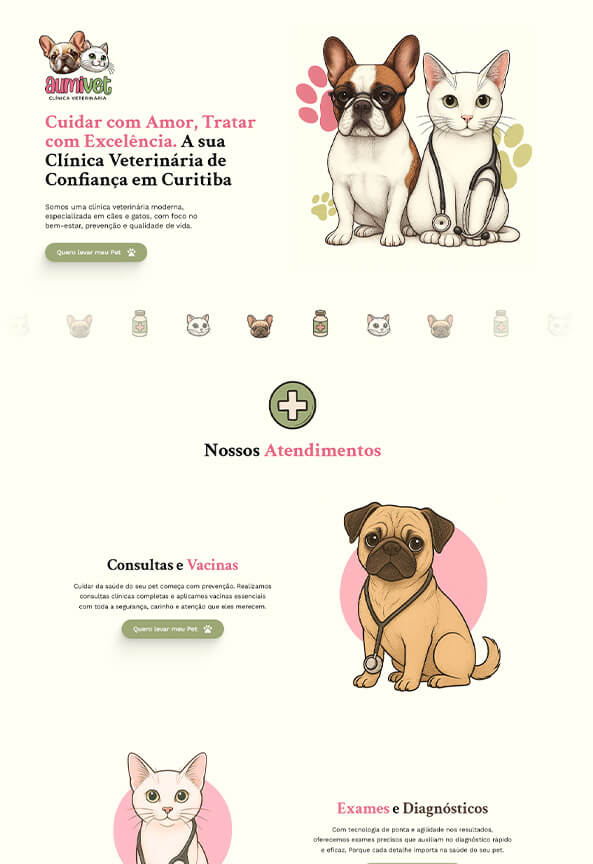 aumivet
CLÍNICA VETERINÁRIA
Cuidar com Amor, Tratar
com Excelência. A sua
Clínica Veterinária de
Confiança em Curitiba
Somos uma clínica veterinária moderna,
especializada em cães e gatos, com foco no
bem-estar, prevenção e qualidade de vida.
Quero levar meu Pet
Nossos Atendimentos
Consultas e Vacinas
Cuidar da saúde do seu pet começa com prevenção. Realizamos
consultas clínicas completas e aplicamos vacinas essenciais
com toda a segurança, carinho e atenção que eles merecem.
Quero levar meu Pet
Exames e Diagnósticos
Com tecnologia de ponta e agilidade nos resultados,
oferecemos exames precisos que auxiliam no diagnóstico rápido
e eficaz. Porque cada detalhe importa na saúde do seu pet.